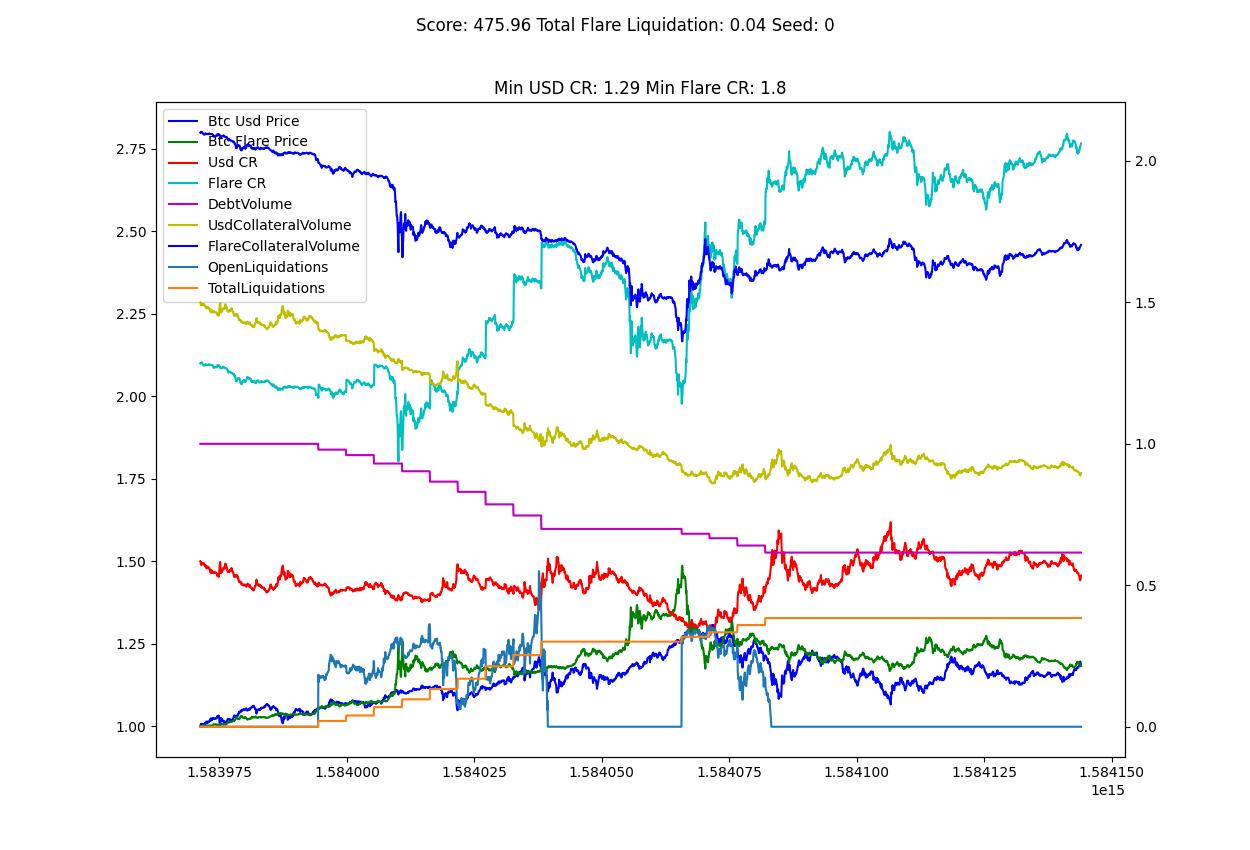 Score: 475.96 Total Flare Liquidation: 0.04 Seed: 0
Min USD CR: 1.29 Min Flare CR: 1.8
Btc Usd Price
Btc Flare Price
Usd CR
Flare CR
DebtVolume
UsdCollateralVolume
FlareCollateralVolume
OpenLiquidations
TotalLiquidations
2.75
2.50
2.25
2.00
1.75
1.50
1.25
1.00
2.0
1.5
1.0
0.5
0.0
1.583975 1.584000 1.584025 1.584050 1.584075 1.584100 1.584125 1.584150
1e15